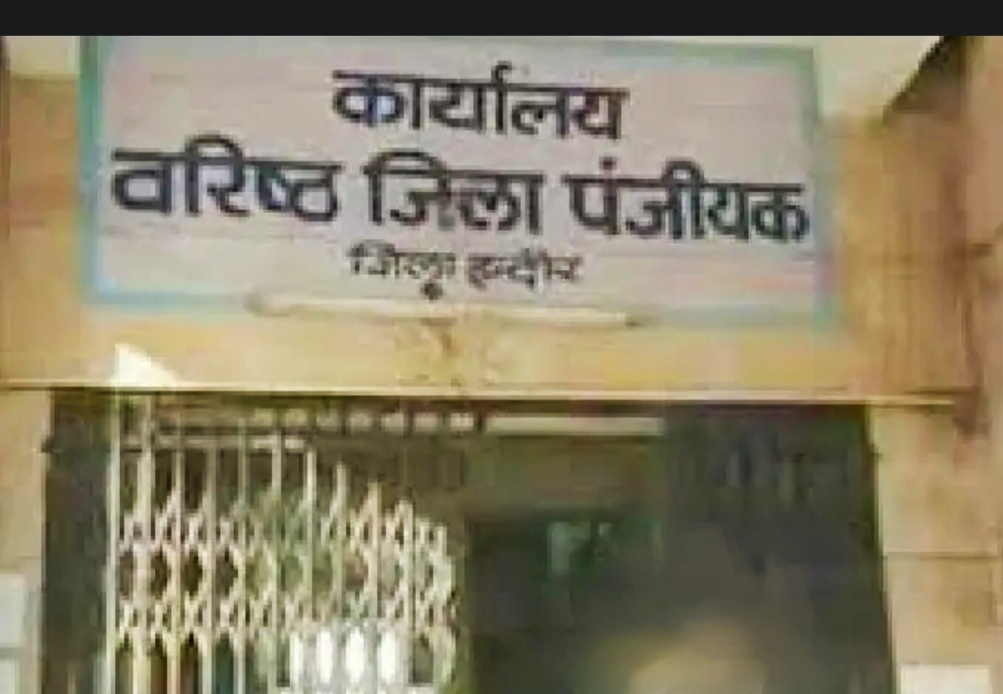 कार्यालय
वरिष्ठ जिला पंजीयक
जिला इन्दौर